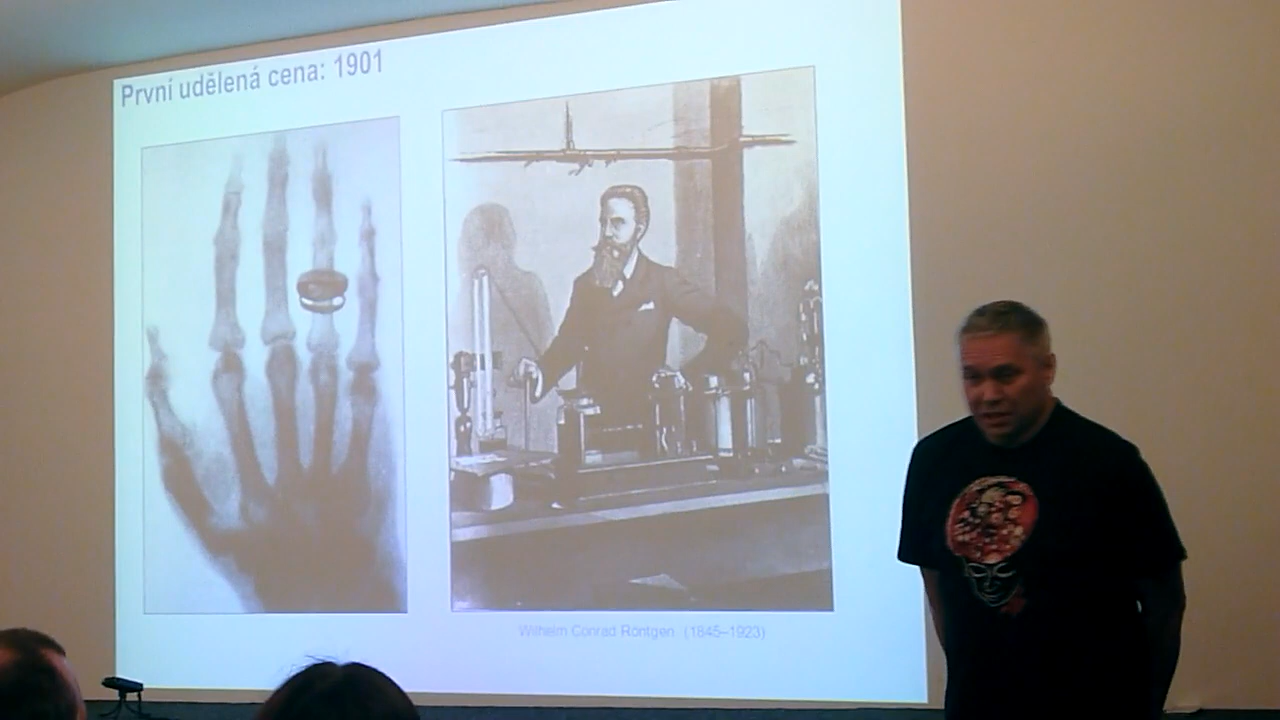 První udělená cena: 1901
Wilhelm Conrad Röntgen (1845–1923)